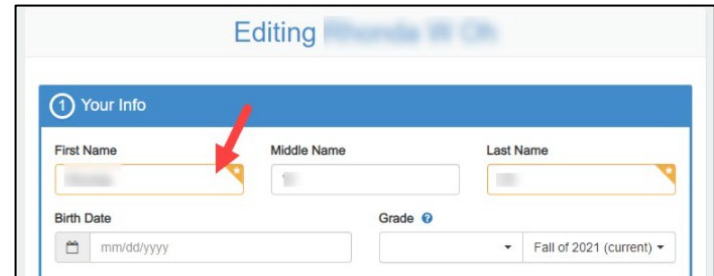 Editing
1 Your Info
First Name Middle Name Last Name
Birth Date Grade ?
mm/dd/yyyy Fall of 2021 (current)